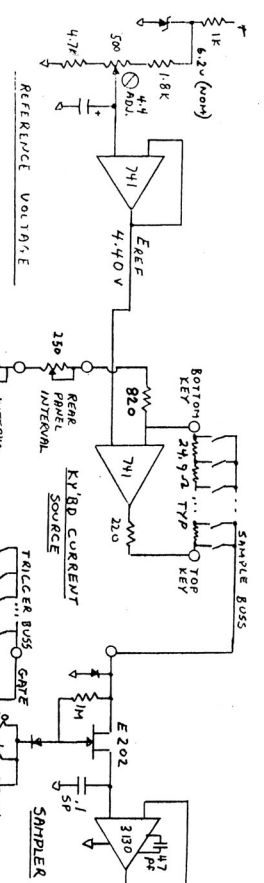 +
1K
6.2V (NOM)
1.8K
500
4.4
ADJ.
4.7K
+
741
EREF
4.40 V
REFERENCE VOLTAGE
250
REAR
PANEL
INTERVAL
820
741
220
KY'BD CURRENT
SOURCE
BOTTOM
KEY
24.9Ω TYP
TOP
KEY
SAMPLE BUSS
TRIGGER BUSS
GATE
1M
E202
.1
SP
3130
47
PF
SAMPLER